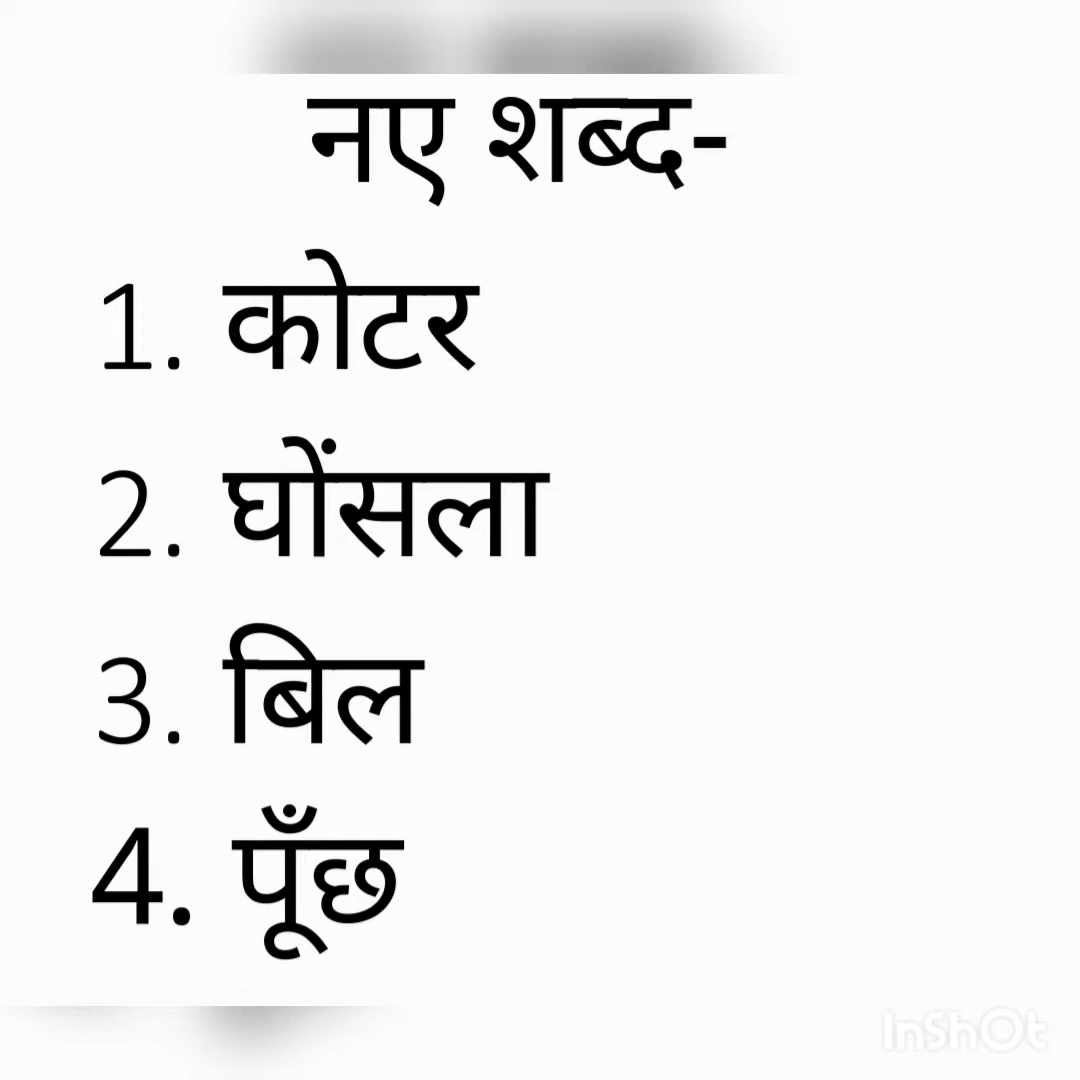 नए शब्द-
1. कोटर
2. घोंसला
3. बिल
4. पूँछ
InShOt